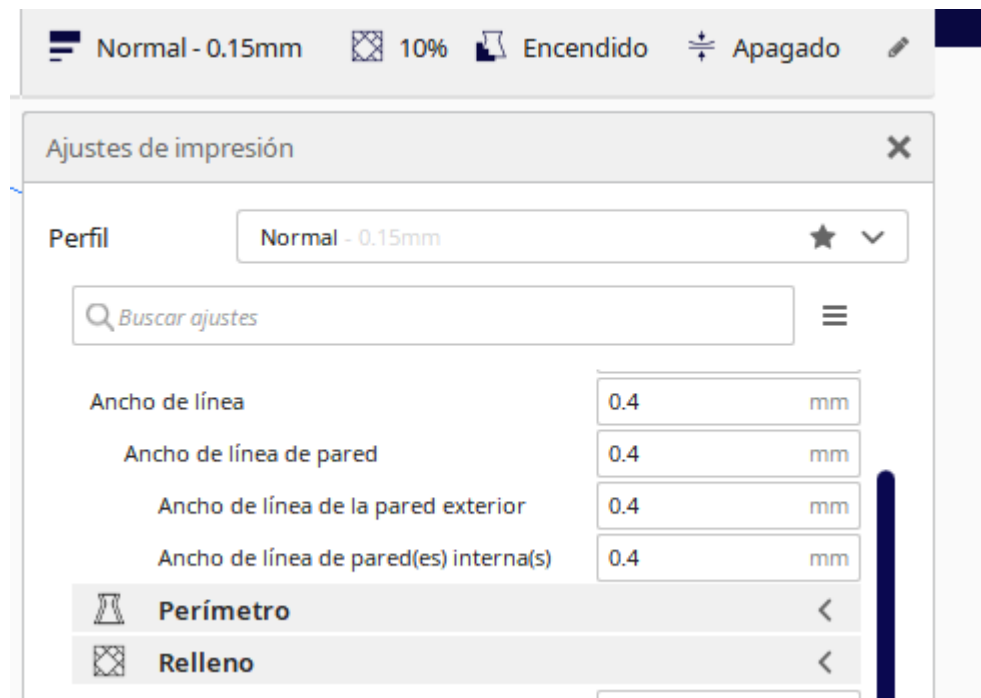 Normal - 0.15mm 10% Encendido Apagado
Ajustes de impresión
Perfil Normal - 0.15mm
Buscar ajustes
Ancho de línea 0.4 mm
Ancho de línea de pared 0.4 mm
Ancho de línea de la pared exterior 0.4 mm
Ancho de línea de pared(es) interna(s) 0.4 mm
Perímetro
Relleno